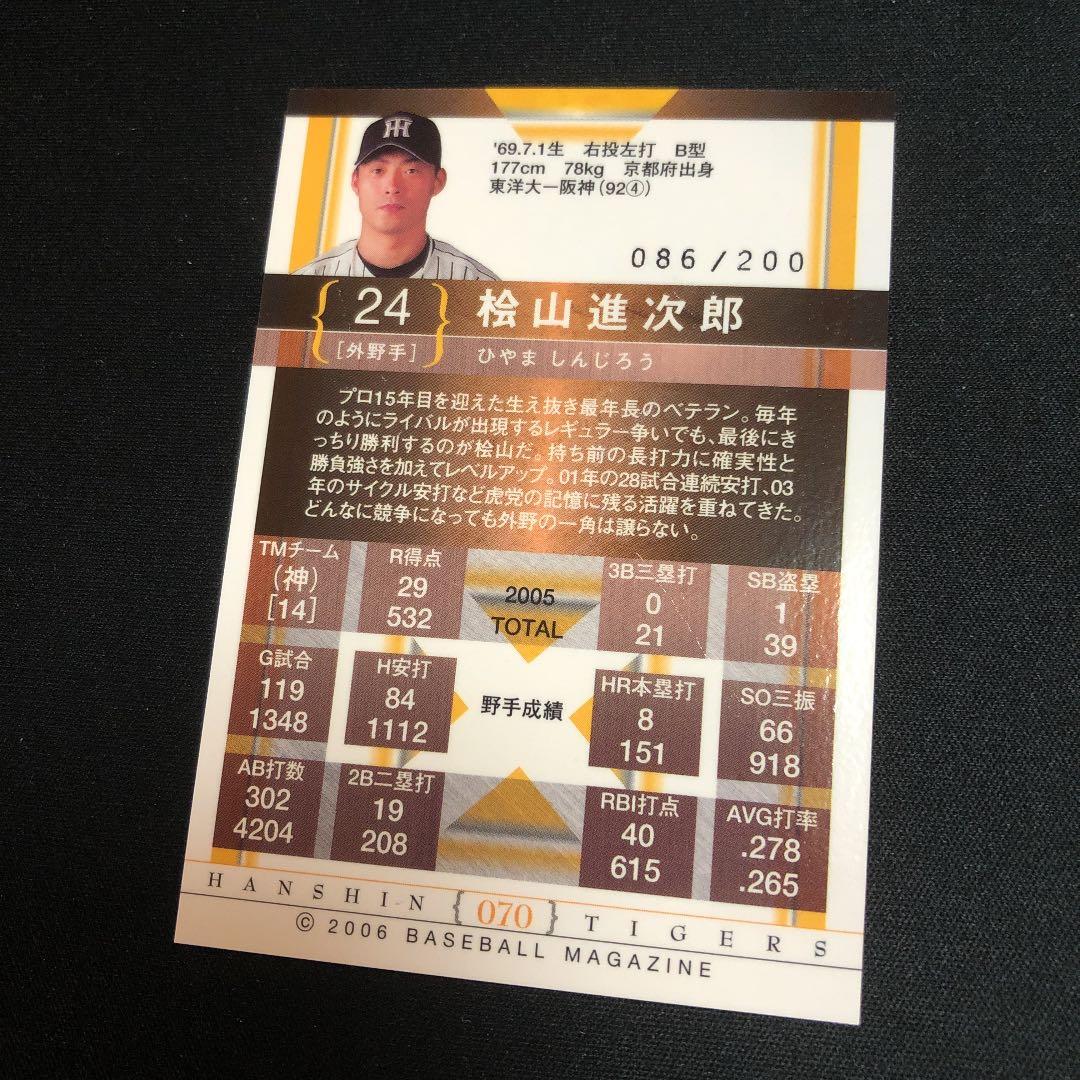 '69.7.1生 右投左打 B型
177cm 78kg 京都府出身
東洋大ー阪神(92④)
086/200
24
[外野手]
桧山進次郎
ひやま しんじろう
プロ15年目を迎えた生え抜き最年長のベテラン。毎年
のようにライバルが出現するレギュラー争いでも、最後にき
っちり勝利するのが桧山だ。持ち前の長打力に確実性と
勝負強さを加えてレベルアップ。01年の28試合連続安打、03
年のサイクル安打など虎党の記憶に残る活躍を重ねてきた。
どんなに競争になっても外野の一角は譲らない。
TMチーム
(神)
[14]
R得点
29
532
2005
TOTAL
3B三塁打
0
21
SB盗塁
1
39
G試合
119
1348
H安打
84
1112
野手成績
HR本塁打
8
151
SO三振
66
918
AB打数
302
4204
2B二塁打
19
208
RBI打点
40
615
AVG打率
.278
.265
HANSHIN {070} TIGERS
© 2006 BASEBALL MAGAZINE